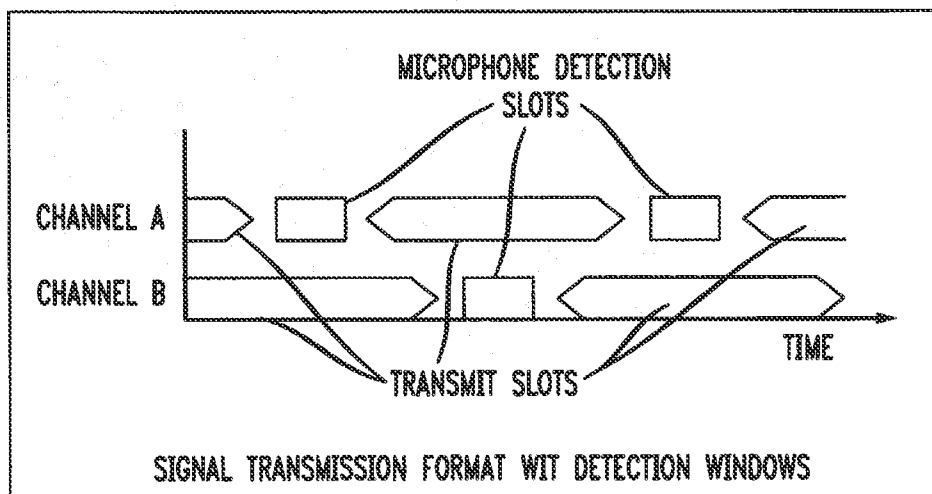 MICROPHONE DETECTION
SLOTS
CHANNEL A
CHANNEL B
TIME
TRANSMIT SLOTS
SIGNAL TRANSMISSION FORMAT WIT DETECTION WINDOWS